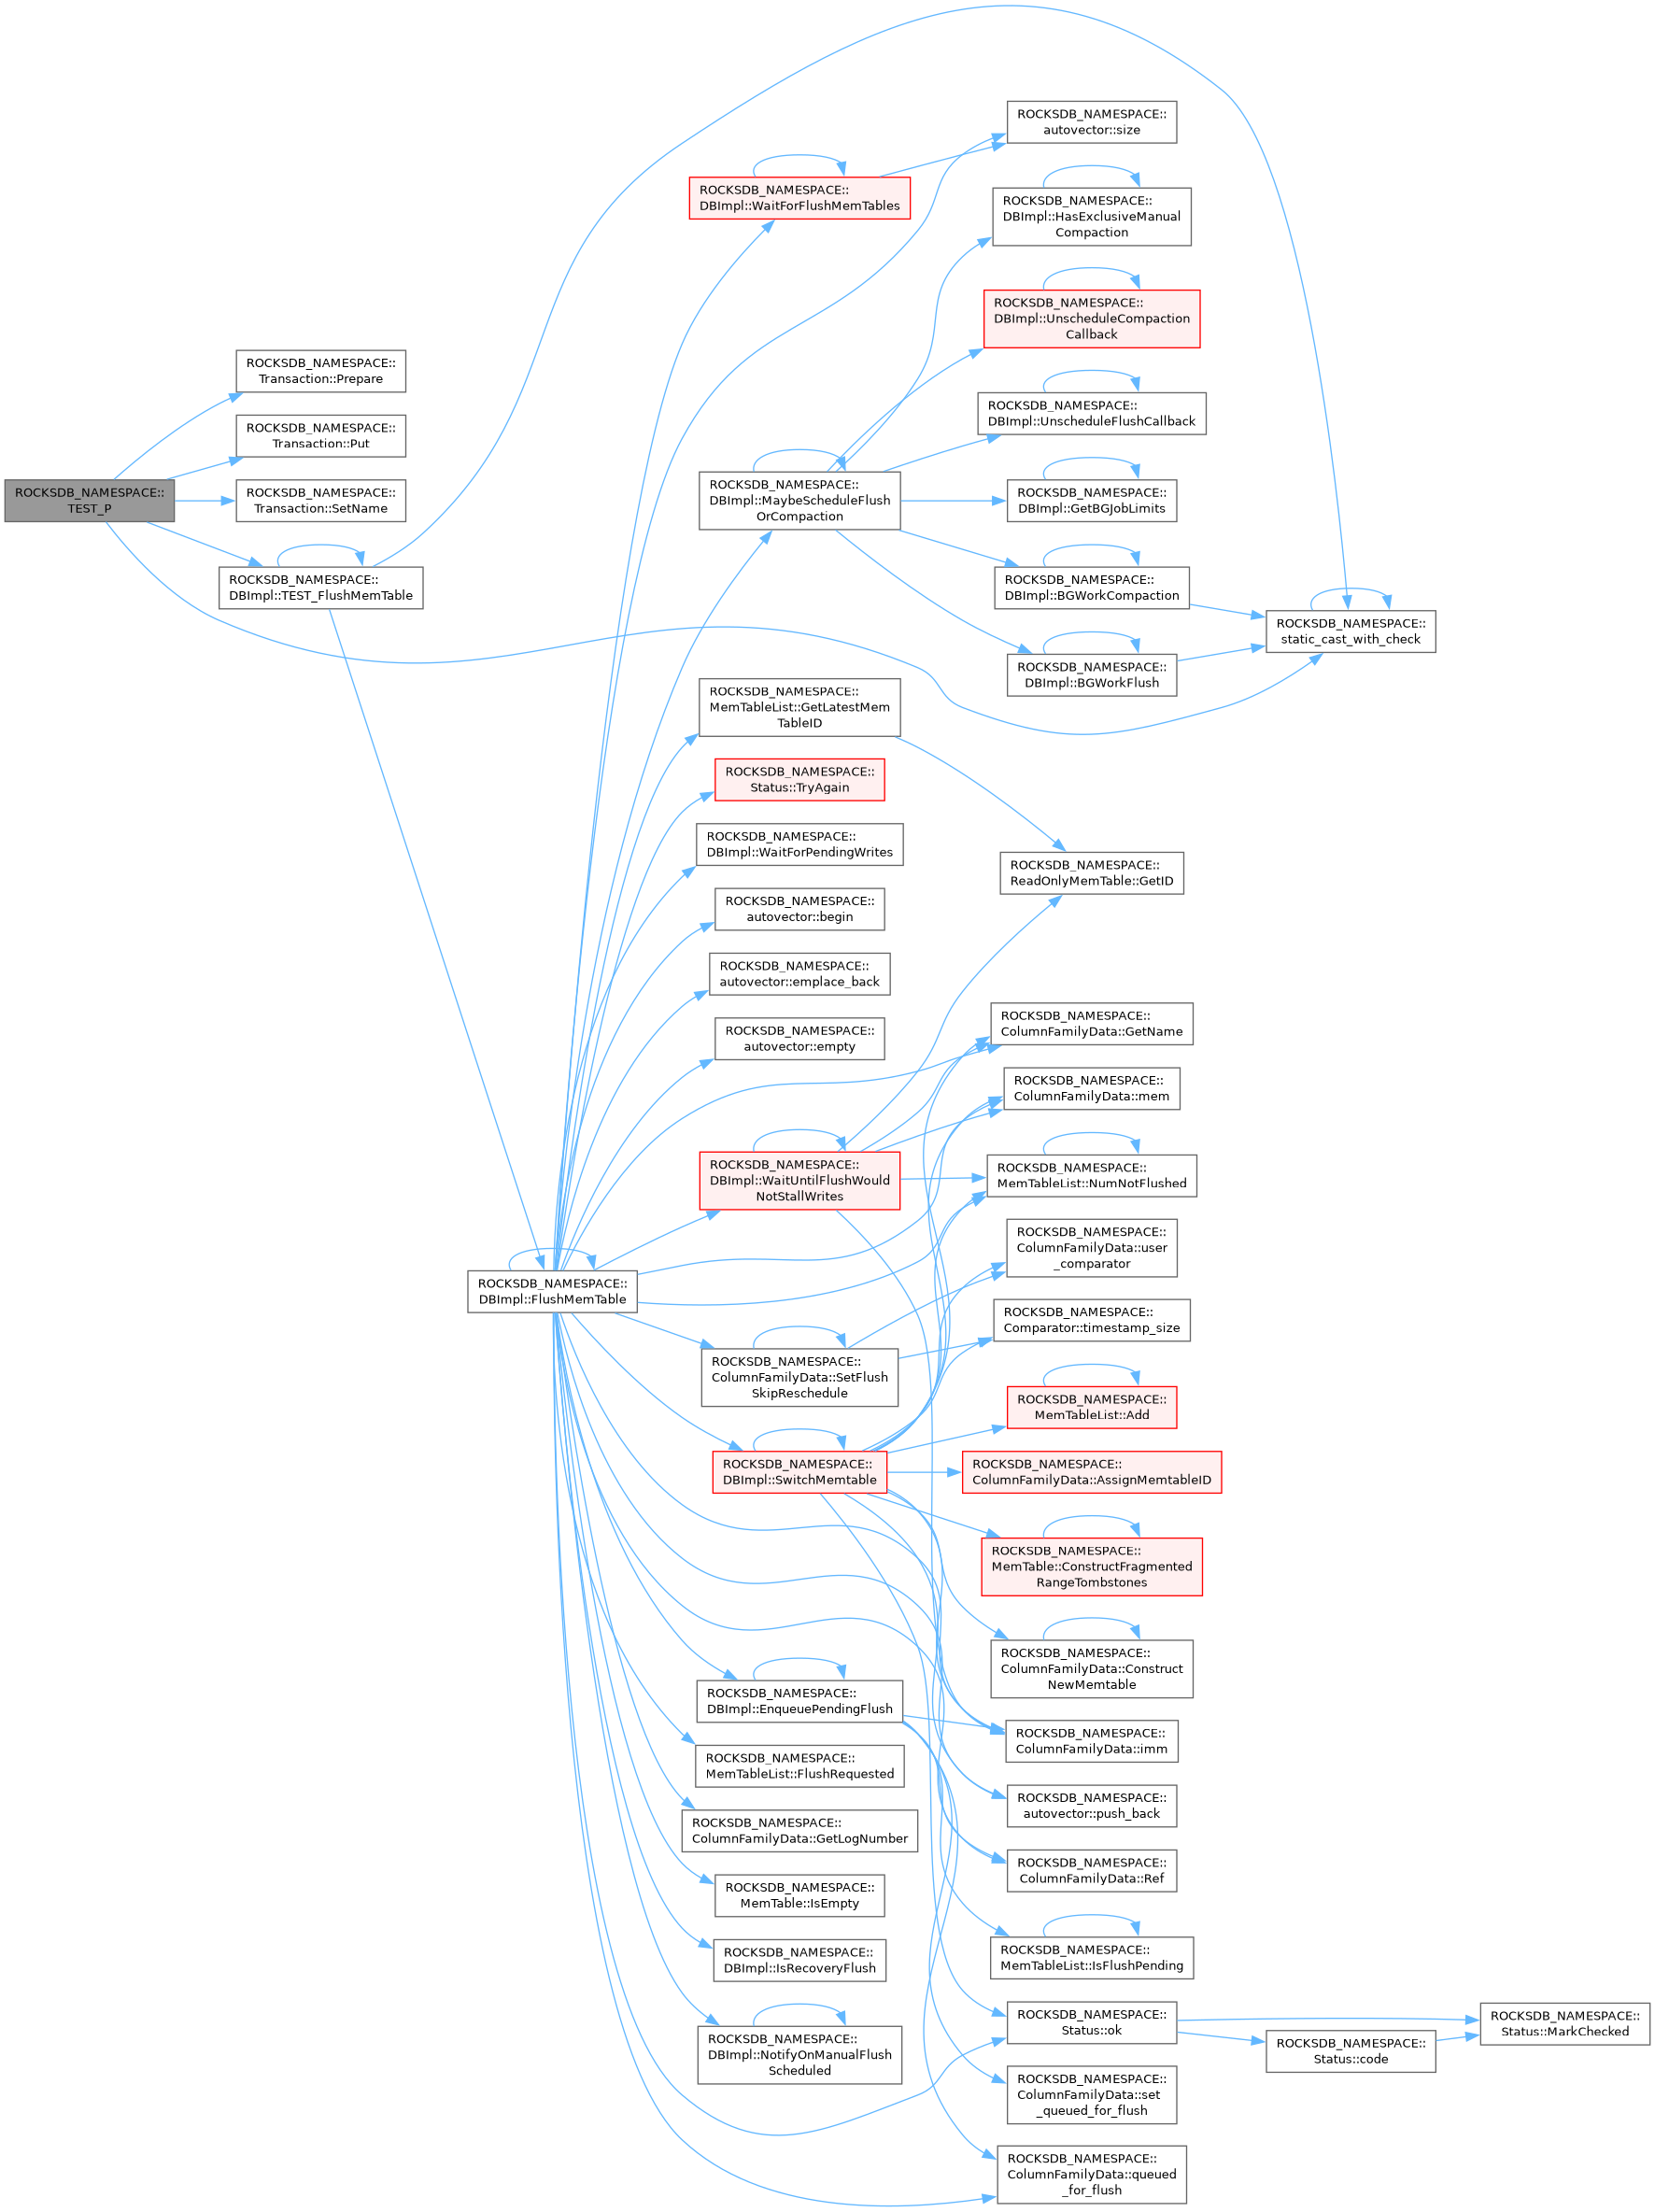 ROCKSDB_NAMESPACE::
TEST_P
ROCKSDB_NAMESPACE::
Transaction::Prepare
ROCKSDB_NAMESPACE::
Transaction::Put
ROCKSDB_NAMESPACE::
Transaction::SetName
ROCKSDB_NAMESPACE::
DBImpl::TEST_FlushMemTable
ROCKSDB_NAMESPACE::
DBImpl::FlushMemTable
ROCKSDB_NAMESPACE::
DBImpl::WaitForFlushMemTables
ROCKSDB_NAMESPACE::
DBImpl::MaybeScheduleFlush
OrCompaction
ROCKSDB_NAMESPACE::
MemTableList::GetLatestMem
TableID
ROCKSDB_NAMESPACE::
Status::TryAgain
ROCKSDB_NAMESPACE::
DBImpl::WaitForPendingWrites
ROCKSDB_NAMESPACE::
autovector::begin
ROCKSDB_NAMESPACE::
autovector::emplace_back
ROCKSDB_NAMESPACE::
autovector::empty
ROCKSDB_NAMESPACE::
DBImpl::WaitUntilFlushWould
NotStallWrites
ROCKSDB_NAMESPACE::
ColumnFamilyData::SetFlush
SkipReschedule
ROCKSDB_NAMESPACE::
DBImpl::SwitchMemtable
ROCKSDB_NAMESPACE::
DBImpl::EnqueuePendingFlush
ROCKSDB_NAMESPACE::
MemTableList::FlushRequested
ROCKSDB_NAMESPACE::
ColumnFamilyData::GetLogNumber
ROCKSDB_NAMESPACE::
MemTable::IsEmpty
ROCKSDB_NAMESPACE::
DBImpl::IsRecoveryFlush
ROCKSDB_NAMESPACE::
DBImpl::NotifyOnManualFlush
Scheduled
ROCKSDB_NAMESPACE::
autovector::size
ROCKSDB_NAMESPACE::
DBImpl::HasExclusiveManual
Compaction
ROCKSDB_NAMESPACE::
DBImpl::UnscheduleCompaction
Callback
ROCKSDB_NAMESPACE::
DBImpl::UnscheduleFlushCallback
ROCKSDB_NAMESPACE::
DBImpl::GetBGJobLimits
ROCKSDB_NAMESPACE::
DBImpl::BGWorkCompaction
ROCKSDB_NAMESPACE::
DBImpl::BGWorkFlush
ROCKSDB_NAMESPACE::
static_cast_with_check
ROCKSDB_NAMESPACE::
ReadOnlyMemTable::GetID
ROCKSDB_NAMESPACE::
ColumnFamilyData::GetName
ROCKSDB_NAMESPACE::
ColumnFamilyData::mem
ROCKSDB_NAMESPACE::
MemTableList::NumNotFlushed
ROCKSDB_NAMESPACE::
ColumnFamilyData::user
_comparator
ROCKSDB_NAMESPACE::
Comparator::timestamp_size
ROCKSDB_NAMESPACE::
MemTableList::Add
ROCKSDB_NAMESPACE::
ColumnFamilyData::AssignMemtableID
ROCKSDB_NAMESPACE::
MemTable::ConstructFragmented
RangeTombstones
ROCKSDB_NAMESPACE::
ColumnFamilyData::Construct
NewMemtable
ROCKSDB_NAMESPACE::
ColumnFamilyData::imm
ROCKSDB_NAMESPACE::
autovector::push_back
ROCKSDB_NAMESPACE::
ColumnFamilyData::Ref
ROCKSDB_NAMESPACE::
MemTableList::IsFlushPending
ROCKSDB_NAMESPACE::
Status::ok
ROCKSDB_NAMESPACE::
Status::code
ROCKSDB_NAMESPACE::
Status::MarkChecked
ROCKSDB_NAMESPACE::
ColumnFamilyData::set
_queued_for_flush
ROCKSDB_NAMESPACE::
ColumnFamilyData::queued
_for_flush